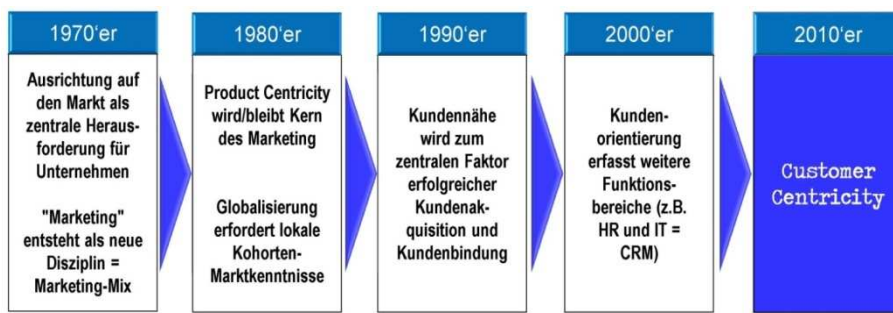 1970'er
Ausrichtung auf
den Markt als
zentrale Heraus-
forderung für
Unternehmen
"Marketing"
entsteht als neue
Disziplin =
Marketing-Mix
1980'er
Product Centricity
wird/bleibt Kern
des Marketing
Globalisierung
erfordert lokale
Kohorten-
Marktkenntnisse
1990'er
Kundennähe
wird zum
zentralen Faktor
erfolgreicher
Kundenak-
quisition und
Kundenbindung
2000'er
Kunden-
orientierung
erfasst weitere
Funktions-
bereiche (z.B.
HR und IT =
CRM)
2010'er
Customer
Centricity